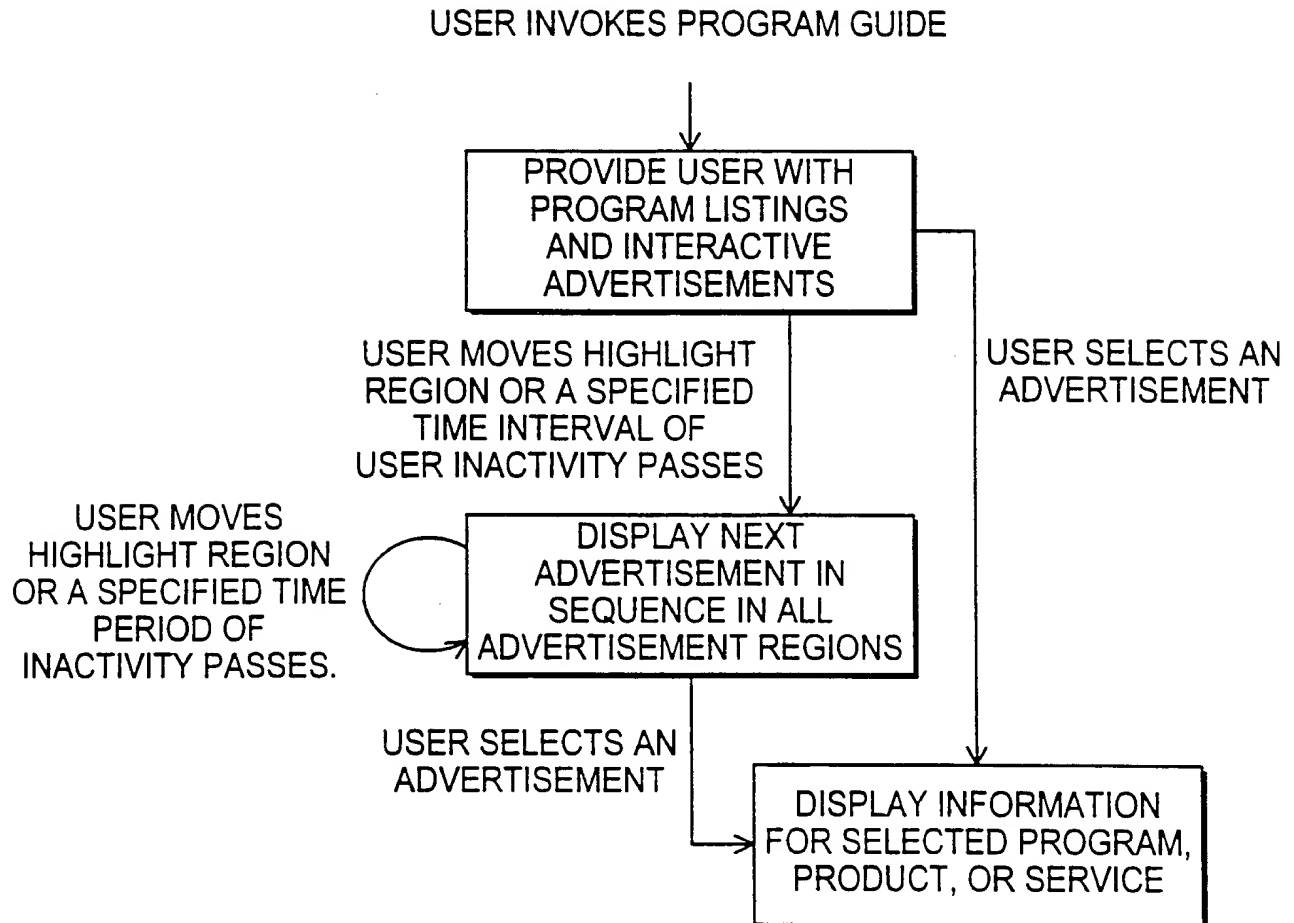 USER INVOKES PROGRAM GUIDE
PROVIDE USER WITH
PROGRAM LISTINGS
AND INTERACTIVE
ADVERTISEMENTS
USER MOVES HIGHLIGHT
REGION OR A SPECIFIED
TIME INTERVAL OF
USER INACTIVITY PASSES
USER SELECTS AN
ADVERTISEMENT
USER MOVES
HIGHLIGHT REGION
OR A SPECIFIED TIME
PERIOD OF
INACTIVITY PASSES.
DISPLAY NEXT
ADVERTISEMENT IN
SEQUENCE IN ALL
ADVERTISEMENT REGIONS
USER SELECTS AN
ADVERTISEMENT
DISPLAY INFORMATION
FOR SELECTED PROGRAM,
PRODUCT, OR SERVICE